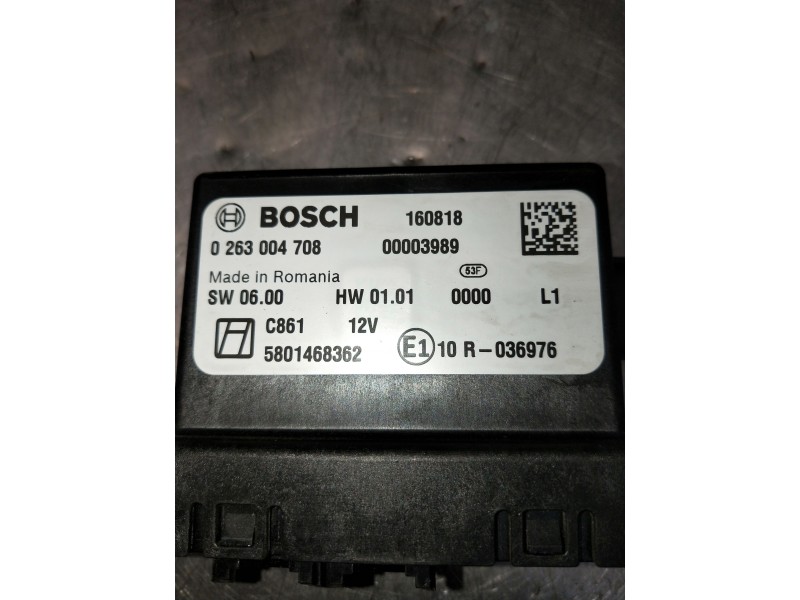 BOSCH 160818
0 263 004 708 00003989
Made in Romania 53F
SW 06.00 HW 01.01 0000 L1
C861 12V
5801468362 E1 10 R-036976